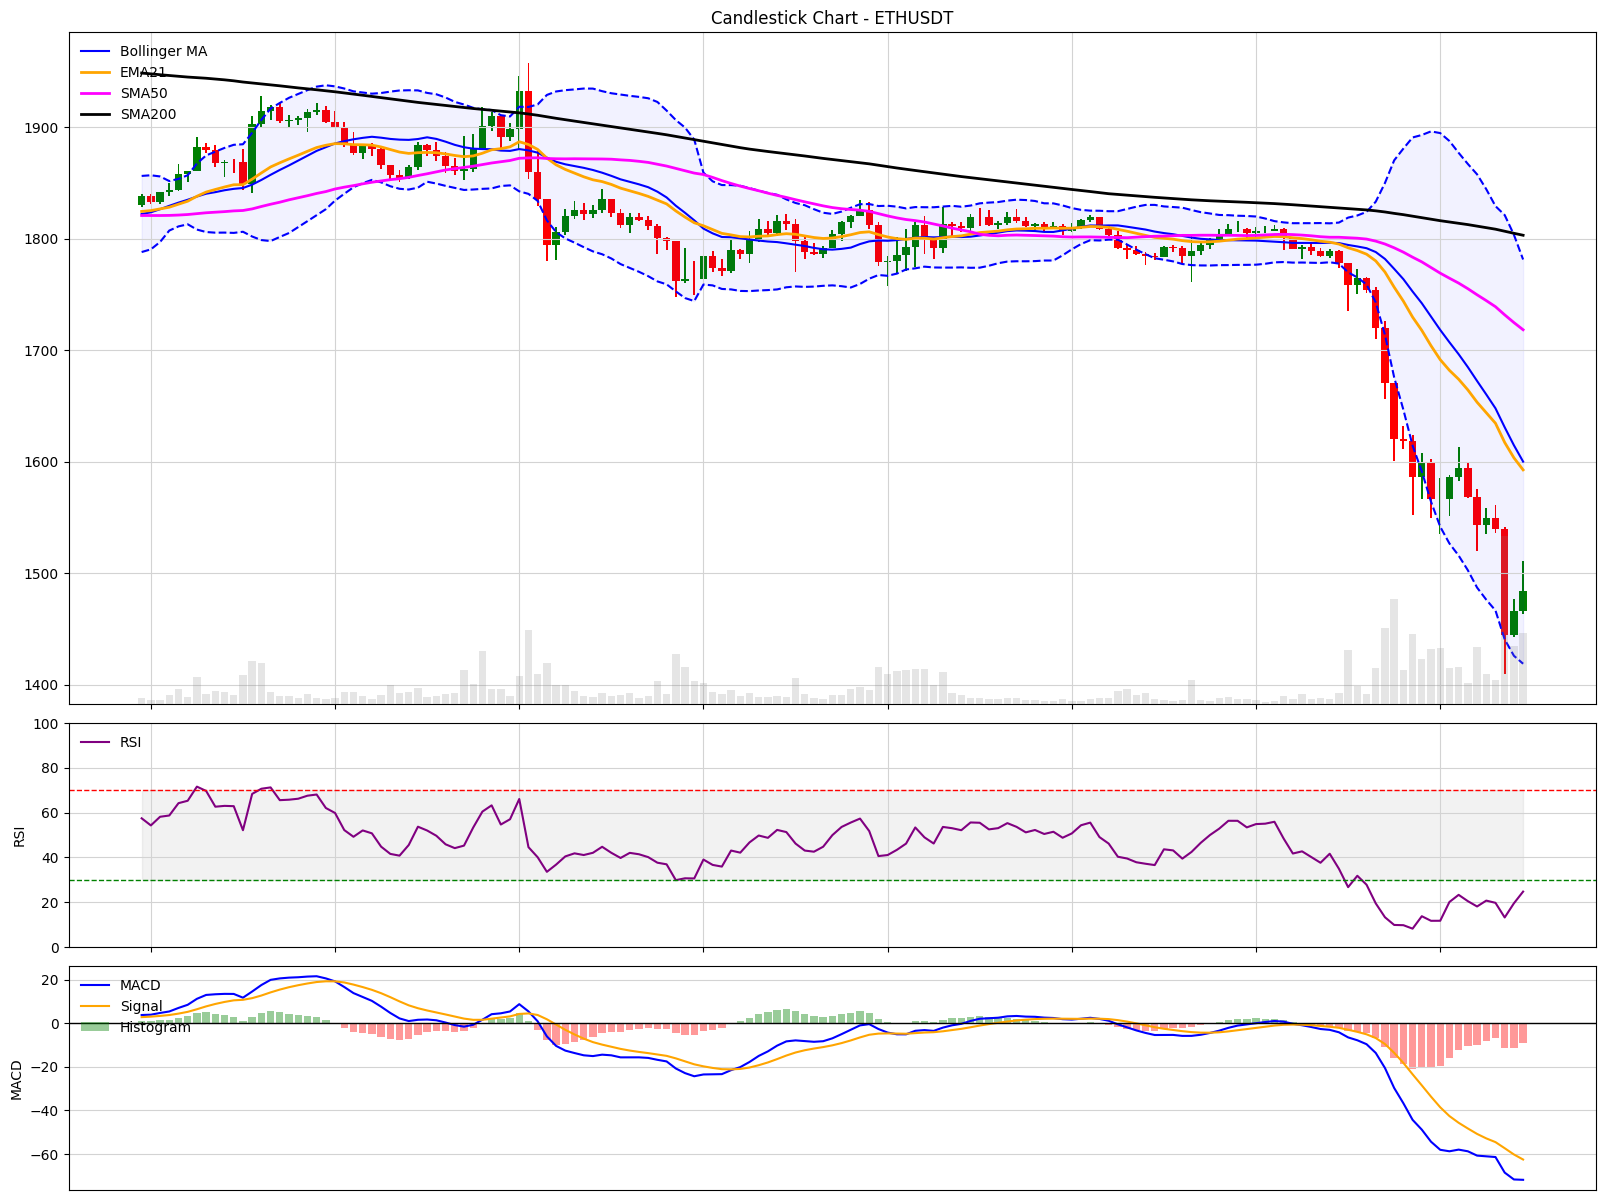 Candlestick Chart - ETHUSDT
Bollinger MA
EMA21
SMA50
SMA200
1900
1800
1700
1600
1500
1400
100
80
60
40
20
0
RSI
RSI
20
0
−20
−40
−60
MACD
MACD
Signal
Histogram